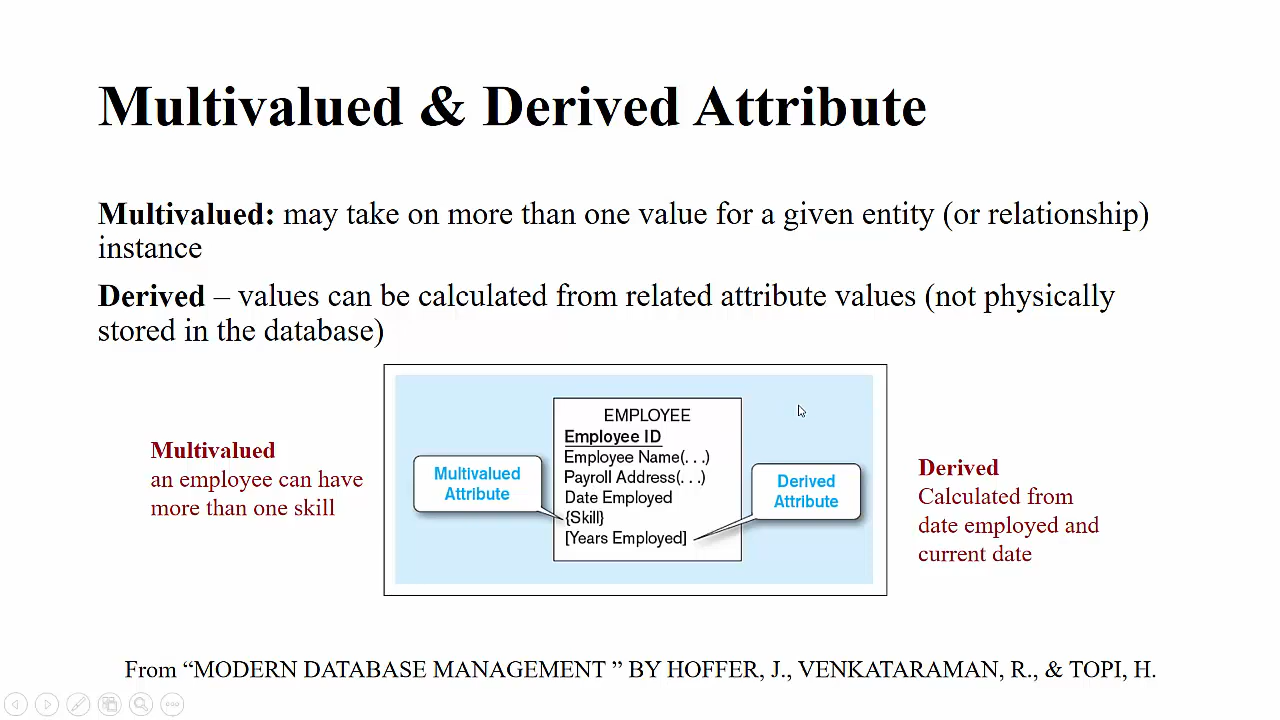 Multivalued & Derived Attribute
Multivalued: may take on more than one value for a given entity (or relationship)
instance
Derived – values can be calculated from related attribute values (not physically
stored in the database)
Multivalued
an employee can have
more than one skill
Multivalued
Attribute
EMPLOYEE
Employee ID
Employee Name(. . .)
Payroll Address(. . .)
Date Employed
{Skill}
[Years Employed]
Derived
Attribute
Derived
Calculated from
date employed and
current date
From “MODERN DATABASE MANAGEMENT ” BY HOFFER, J., VENKATARAMAN, R., & TOPI, H.